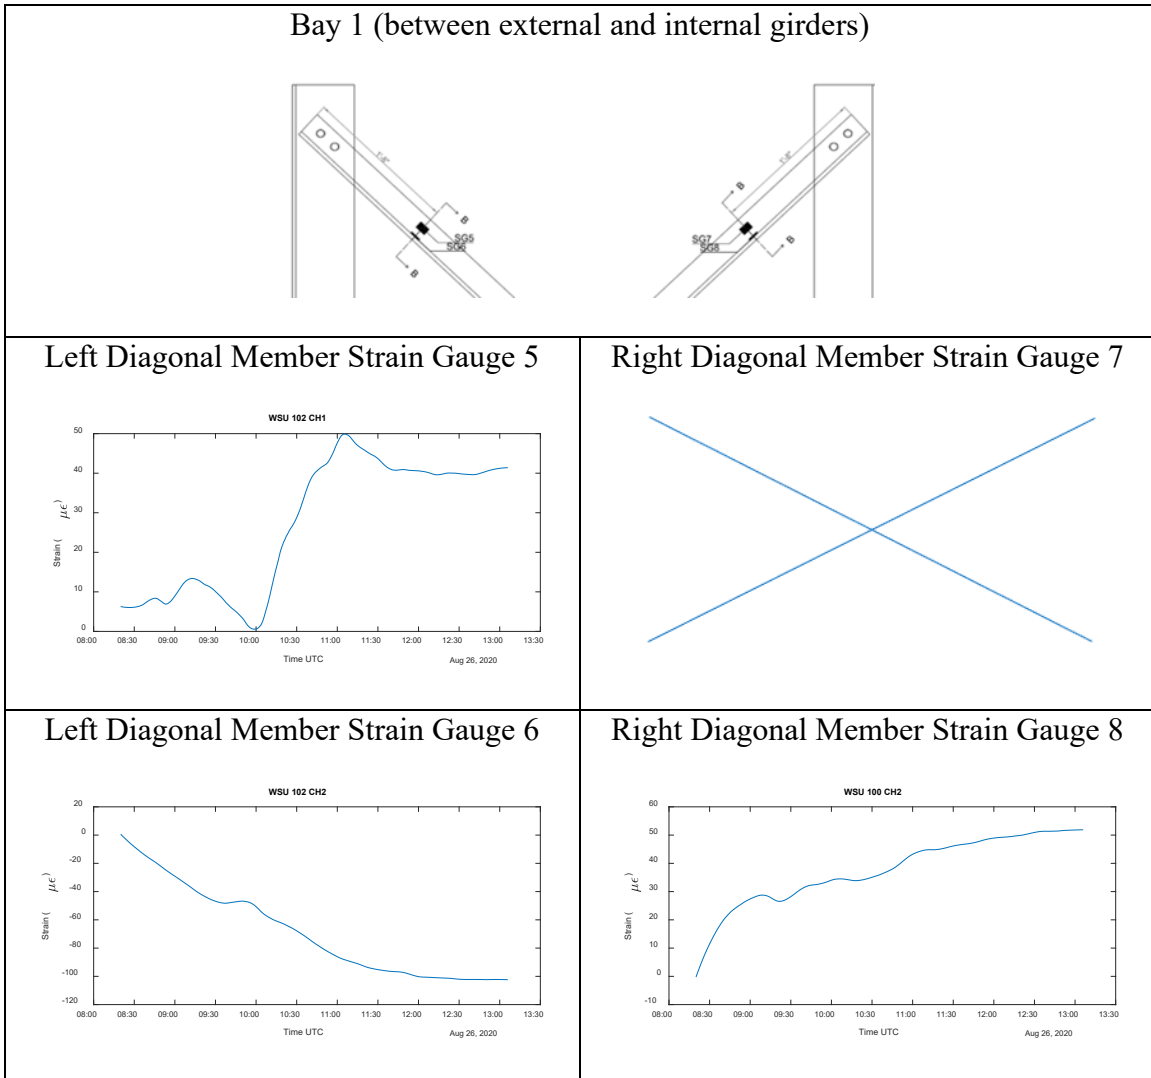 Bay 1 (between external and internal girders)
1'-8"
1'-8"
B
B
SG5
SG6
B
B
SG7
SG8
Left Diagonal Member Strain Gauge 5
Right Diagonal Member Strain Gauge 7
WSU 102 CH1
50
40
30
20
10
0
Strain ( με)
08:00 08:30 09:00 09:30 10:00 10:30 11:00 11:30 12:00 12:30 13:00 13:30
Time UTC
Aug 26, 2020
Left Diagonal Member Strain Gauge 6
Right Diagonal Member Strain Gauge 8
WSU 102 CH2
20
0
-20
-40
-60
-80
-100
-120
Strain ( με)
08:00 08:30 09:00 09:30 10:00 10:30 11:00 11:30 12:00 12:30 13:00 13:30
Time UTC
Aug 26, 2020
WSU 100 CH2
60
50
40
30
20
10
0
-10
Strain ( με)
08:00 08:30 09:00 09:30 10:00 10:30 11:00 11:30 12:00 12:30 13:00 13:30
Time UTC
Aug 26, 2020